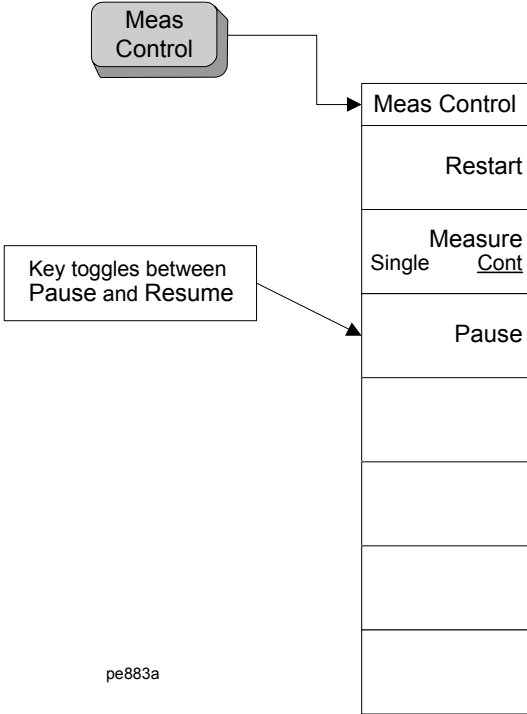 Meas
Control
Meas Control
Restart
Measure
Single Cont
Key toggles between
Pause and Resume
Pause
pe883a